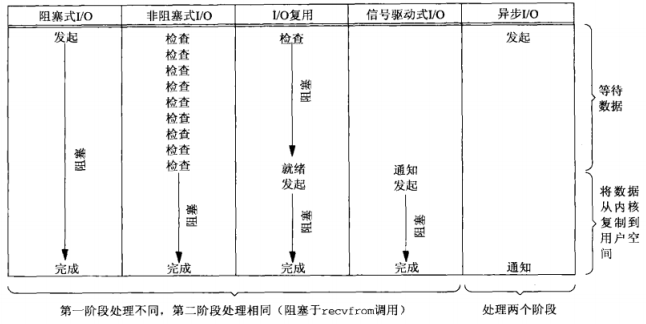 阻塞式I/O 非阻塞式I/O I/O复用 信号驱动式I/O 异步I/O
发起 检查 检查 发起
检查
检查
检查
检查
检查
检查
检查
检查 就绪 通知
发起 发起
阻塞
阻塞
阻塞
阻塞
阻塞
完成 完成 完成 完成 通知
等待
数据
将数据
从内核
复制到
用户空
间
第一阶段处理不同，第二阶段处理相同（阻塞于recvfrom调用）
处理两个阶段